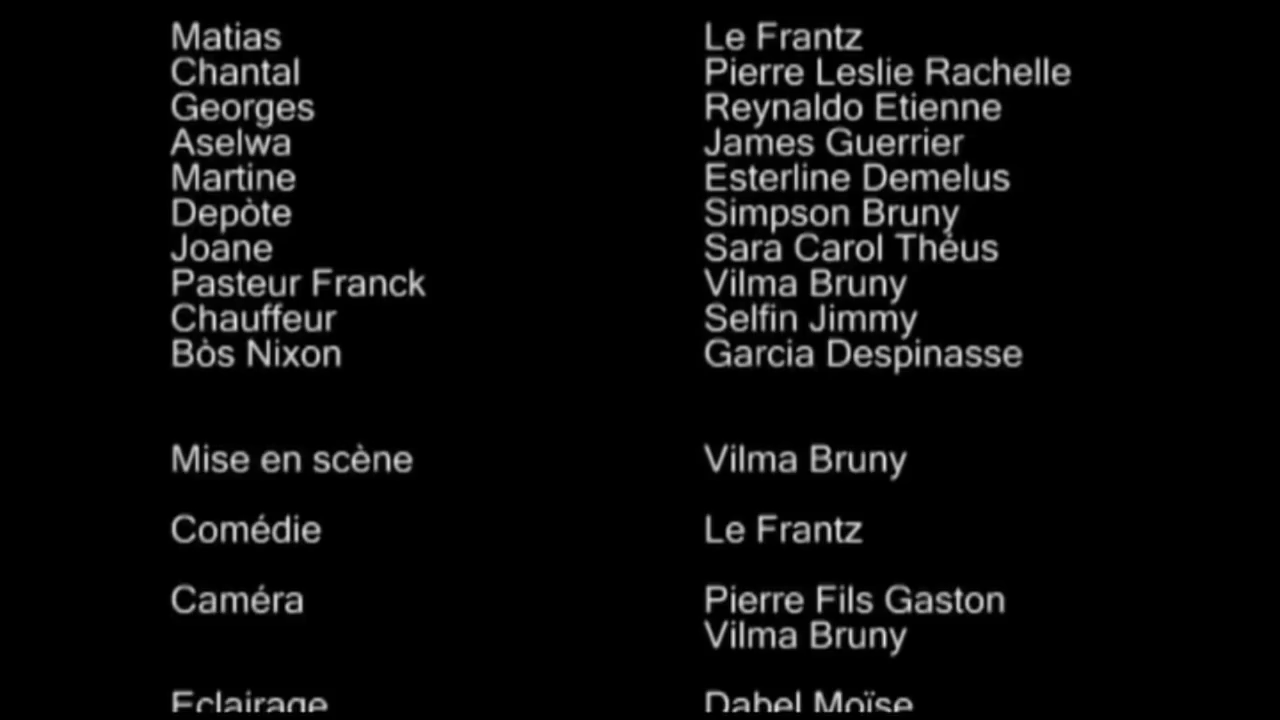 Matias Le Frantz
Chantal Pierre Leslie Rachelle
Georges Reynaldo Etienne
Aselwa James Guerrier
Martine Esterline Demelus
Depòte Simpson Bruny
Joane Sara Carol Théus
Pasteur Franck Vilma Bruny
Chauffeur Selfin Jimmy
Bòs Nixon Garcia Despinasse
Mise en scène Vilma Bruny
Comédie Le Frantz
Caméra Pierre Fils Gaston
Vilma Bruny
Eclairage Dabel Moïse